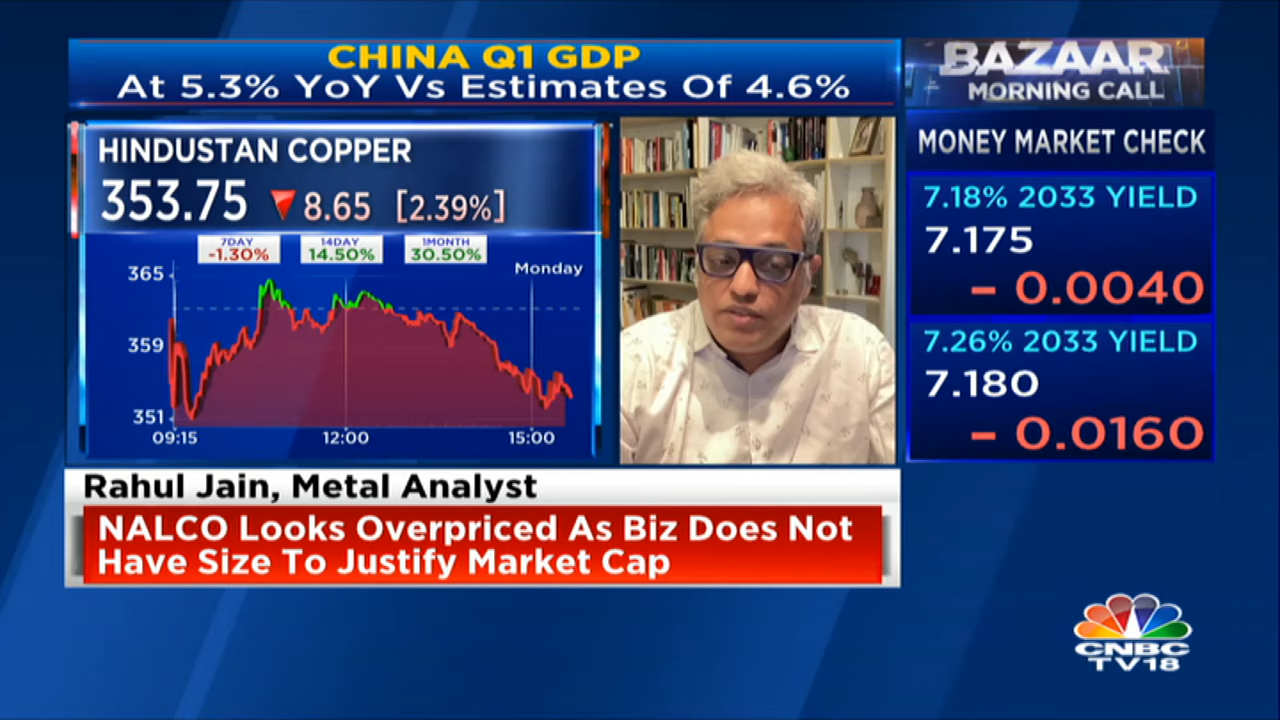 CHINA Q1 GDP
At 5.3% YoY Vs Estimates Of 4.6%
BAZAAR
MORNING CALL
HINDUSTAN COPPER
353.75 ▼ 8.65 [2.39%]
7DAY
-1.30%
14DAY
14.50%
1MONTH
30.50%
Monday
365
359
351
09:15 12:00 15:00
MONEY MARKET CHECK
7.18% 2033 YIELD
7.175
- 0.0040
7.26% 2033 YIELD
7.180
- 0.0160
Rahul Jain, Metal Analyst
NALCO Looks Overpriced As Biz Does Not
Have Size To Justify Market Cap
CNBC
TV18